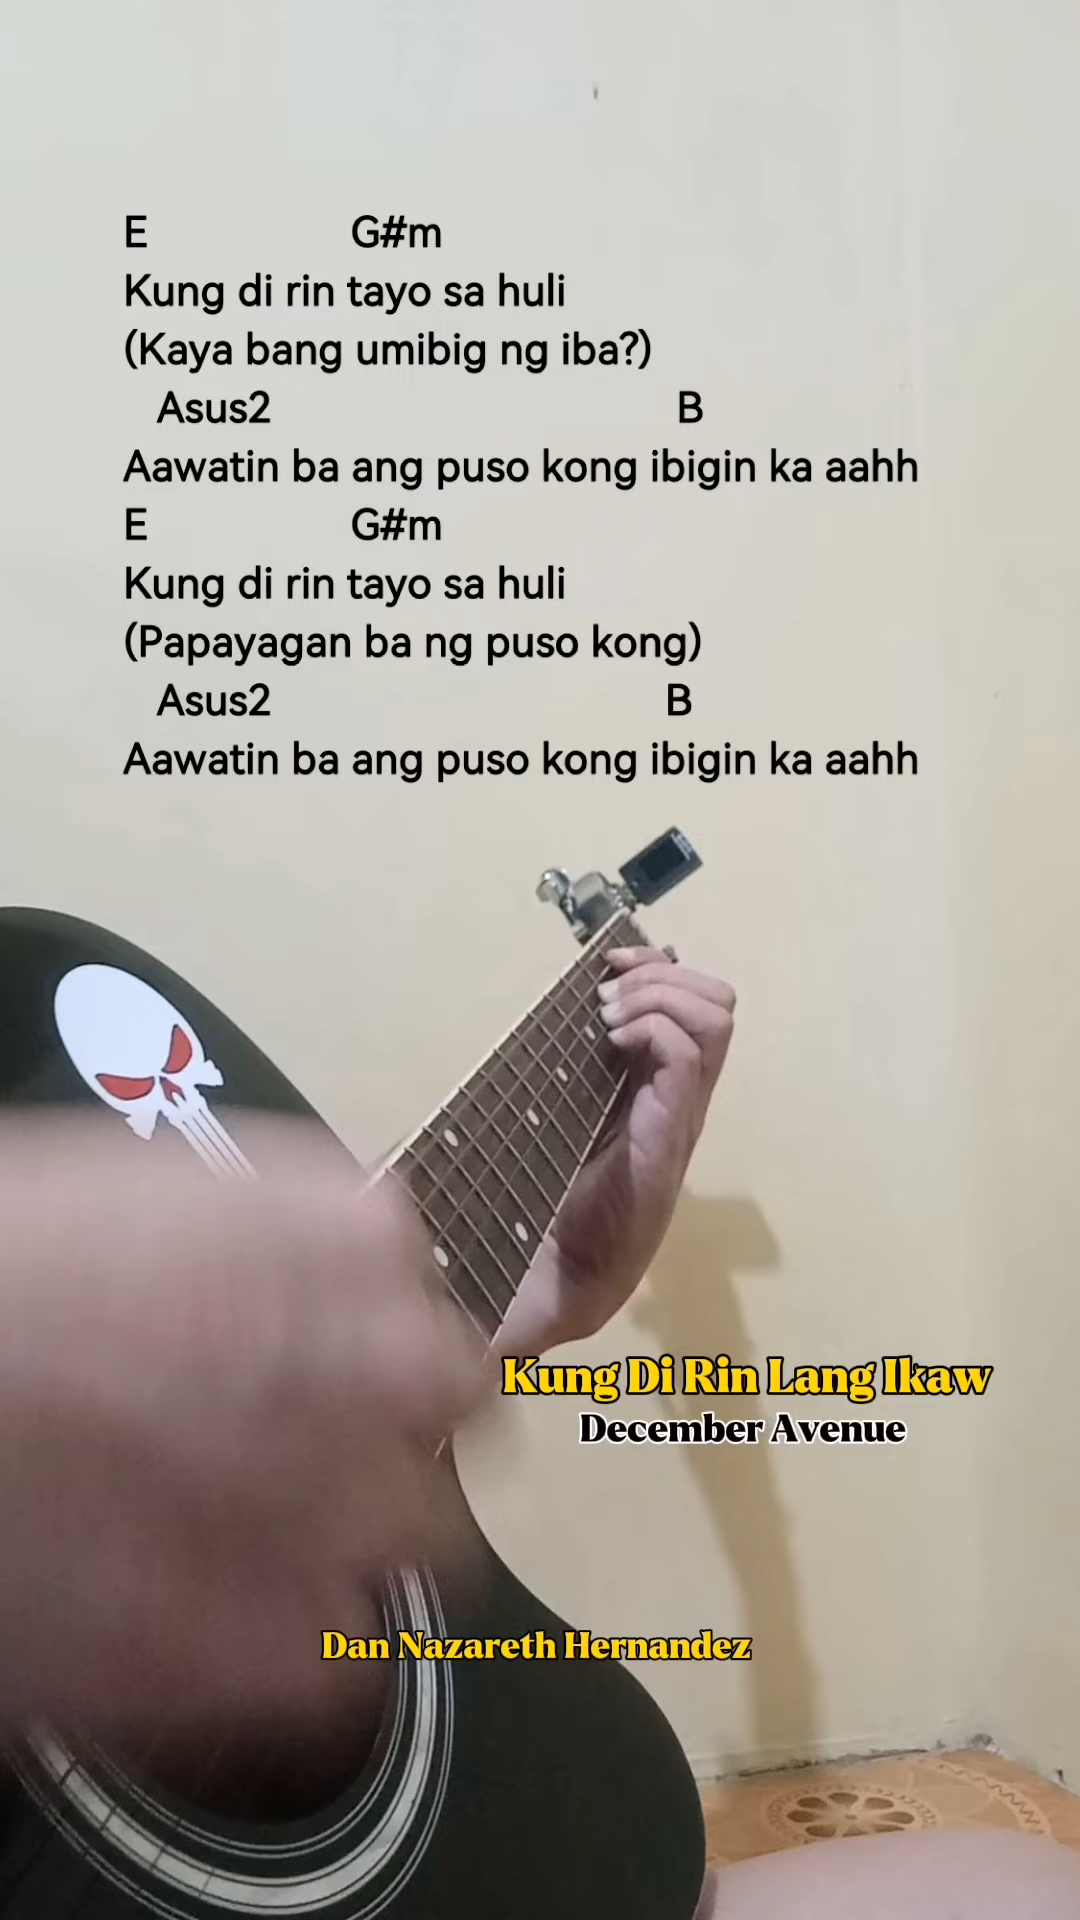 E G#m
Kung di rin tayo sa huli
(Kaya bang umibig ng iba?)
Asus2 B
Aawatin ba ang puso kong ibigin ka aahh
E G#m
Kung di rin tayo sa huli
(Papayagan ba ng puso kong)
Asus2 B
Aawatin ba ang puso kong ibigin ka aahh
Kung Di Rin Lang Ikaw
December Avenue
Dan Nazareth Hernandez